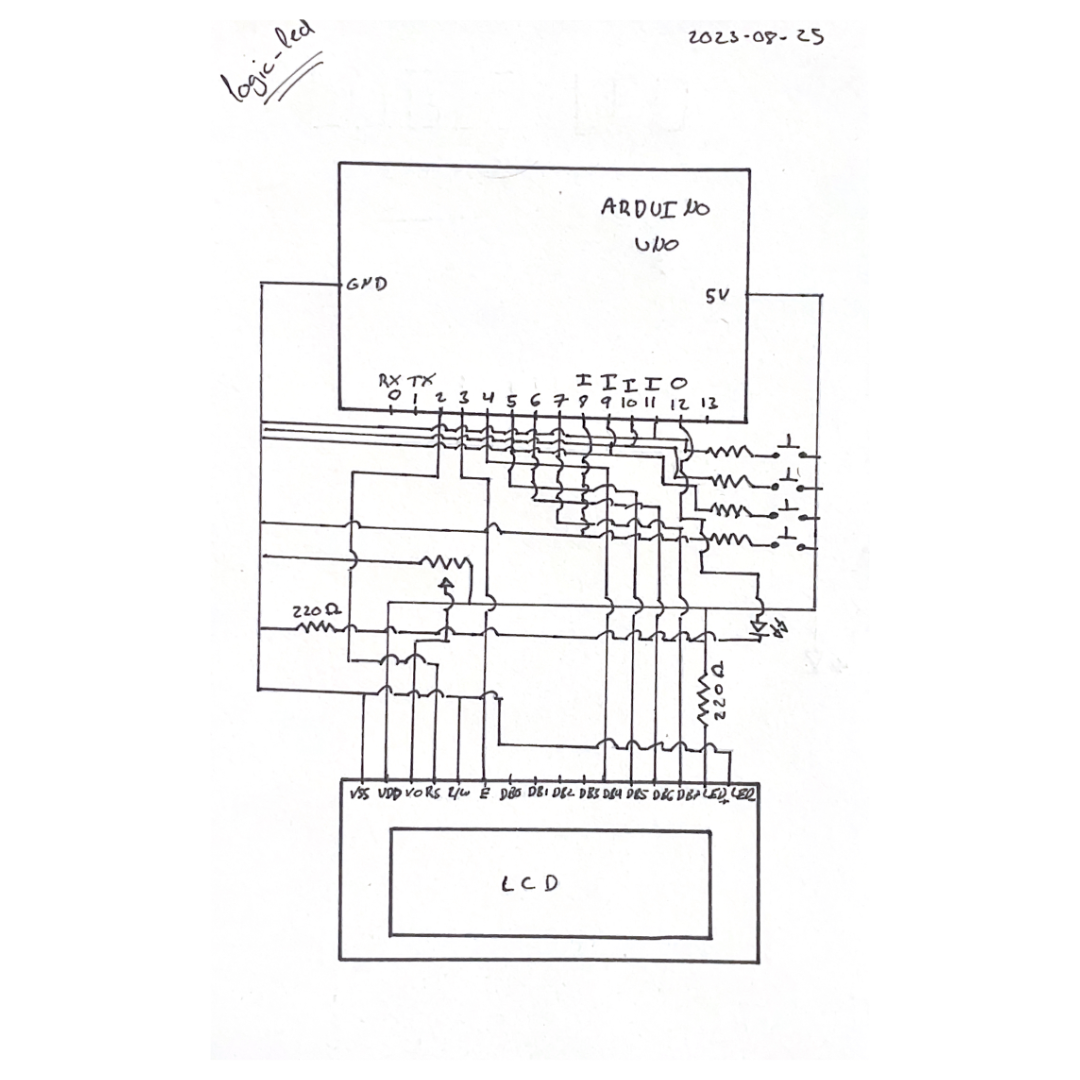 logic-led
2023-08-25
ARDUINO
UNO
GND
5V
RX TX I I I I O
0 1 2 3 4 5 6 7 8 9 10 11 12 13
220Ω
220Ω
VSS VDD VO RS R/W E DB0 DB1 DB2 DB3 DB4 DB5 DB6 DB7 LED+ LED
LCD